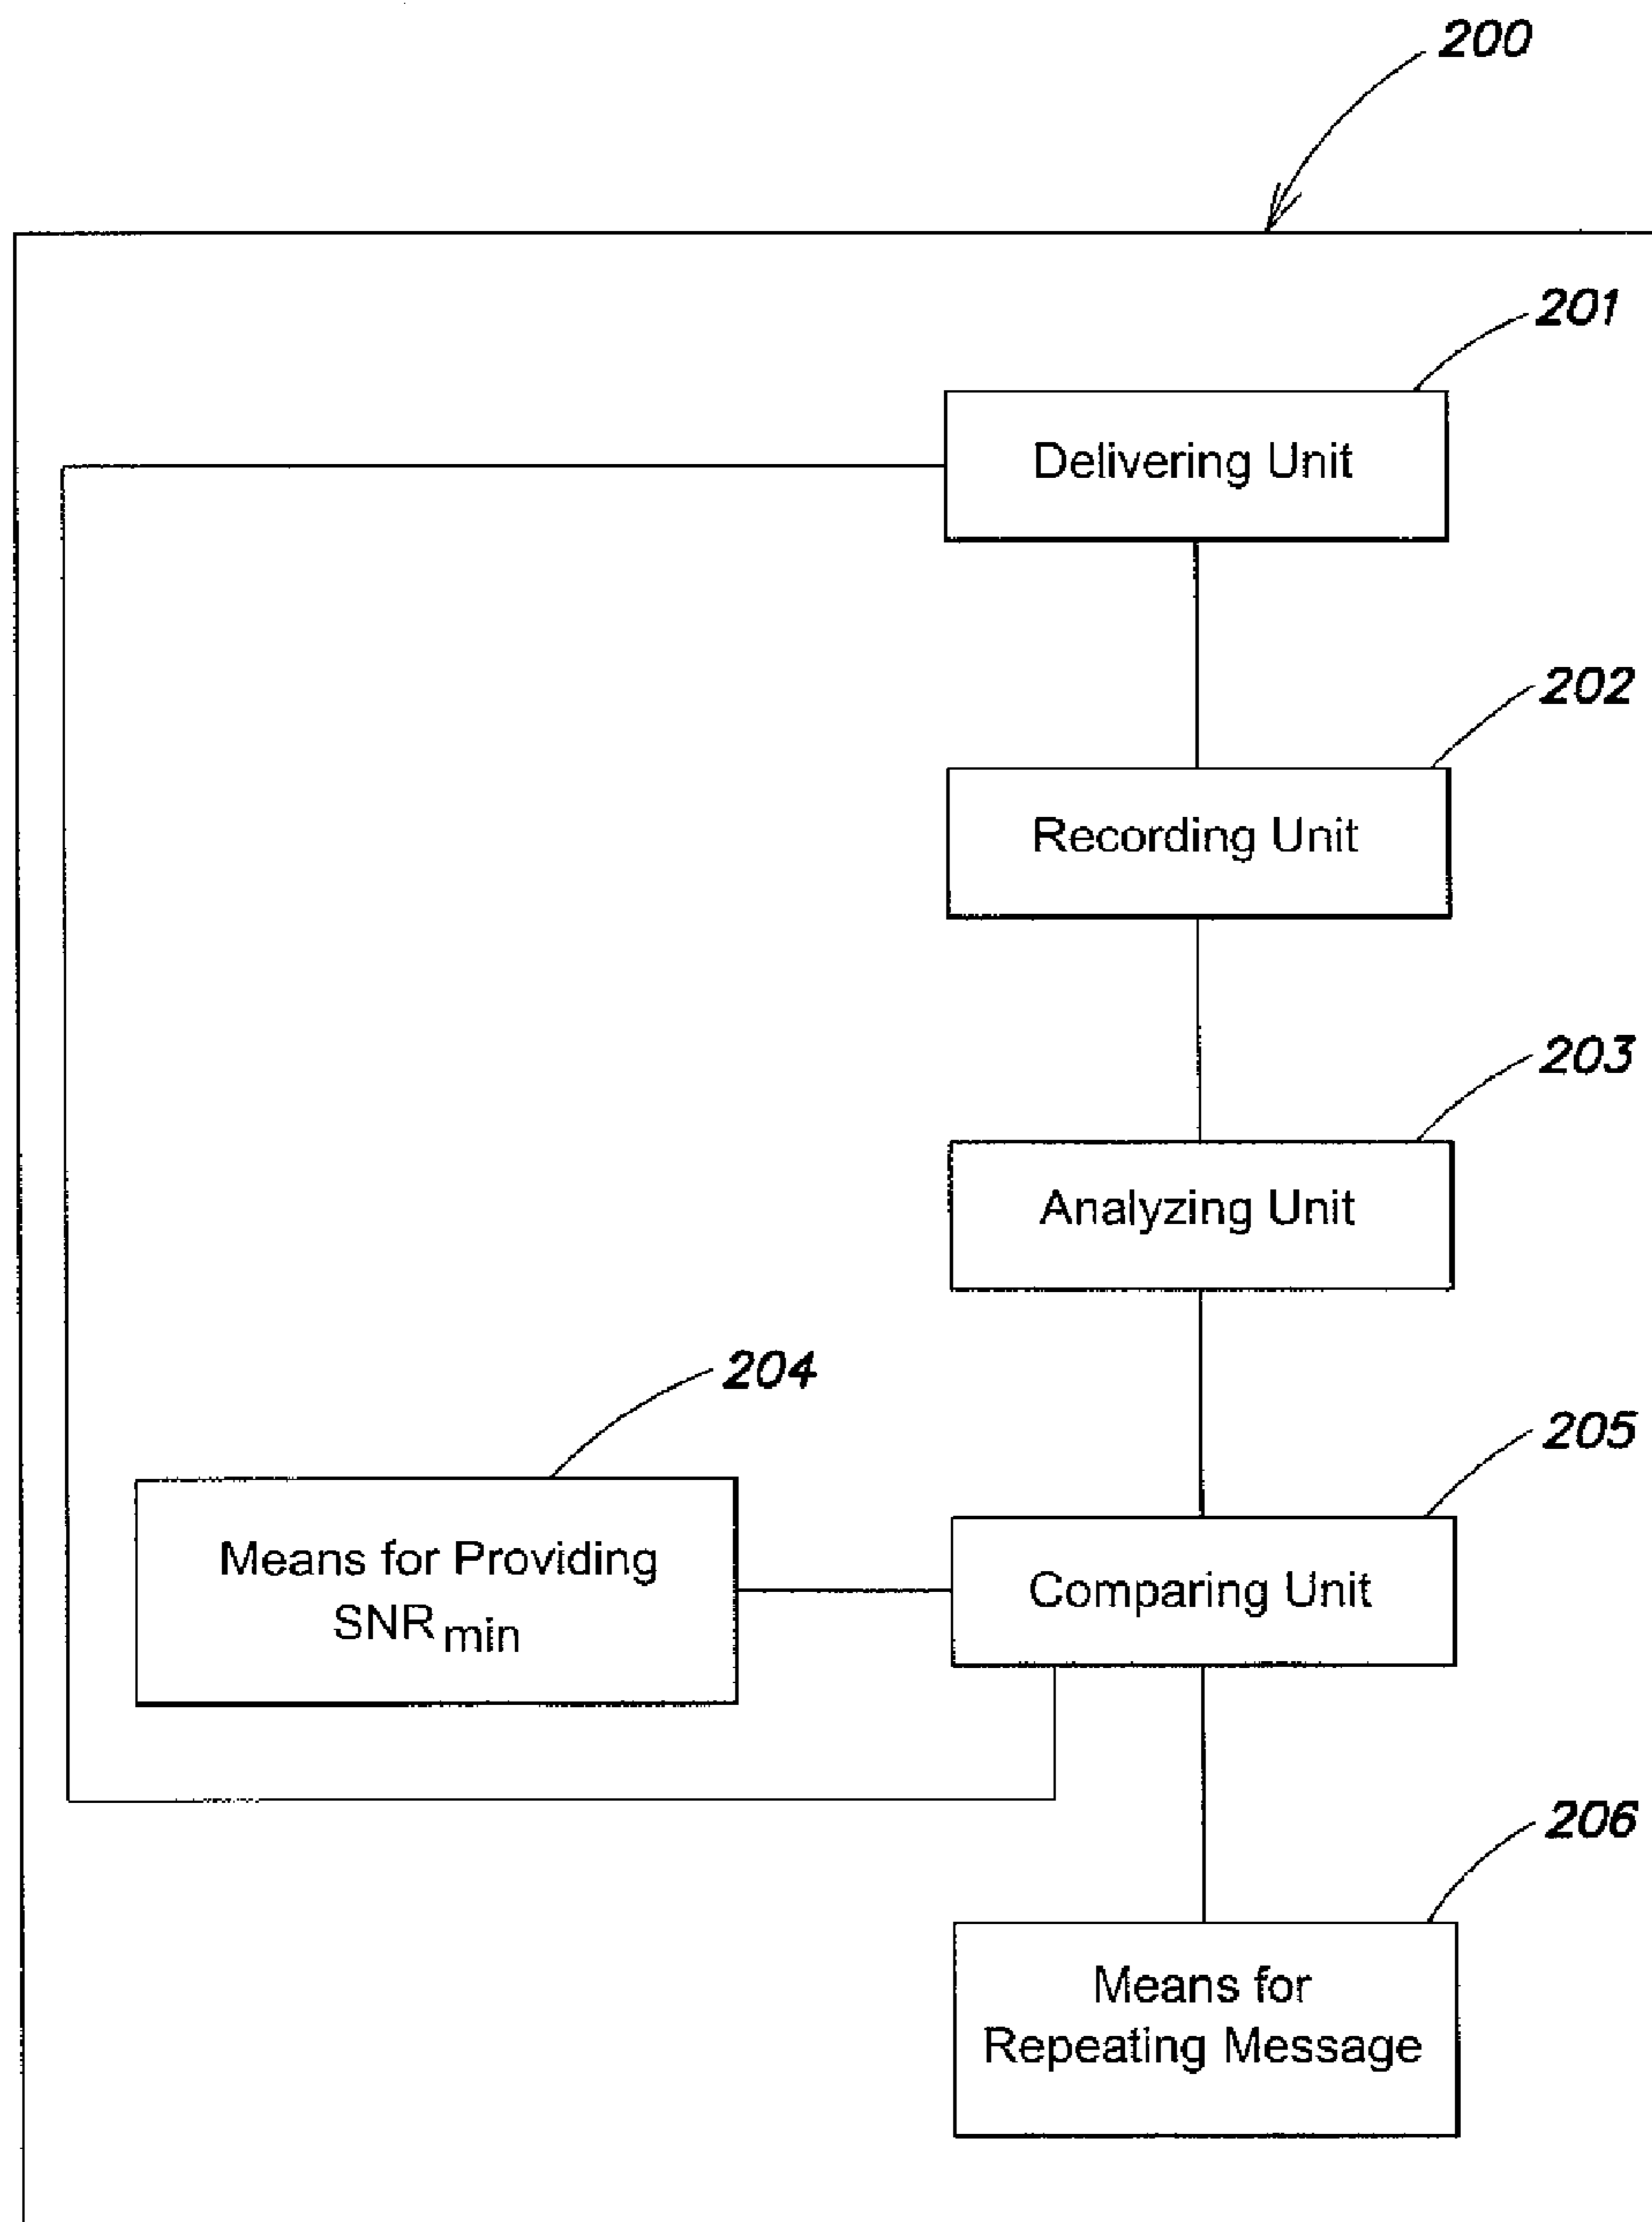 200
201
Delivering Unit
202
Recording Unit
203
Analyzing Unit
204
Means for Providing
SNR min
205
Comparing Unit
206
Means for
Repeating Message